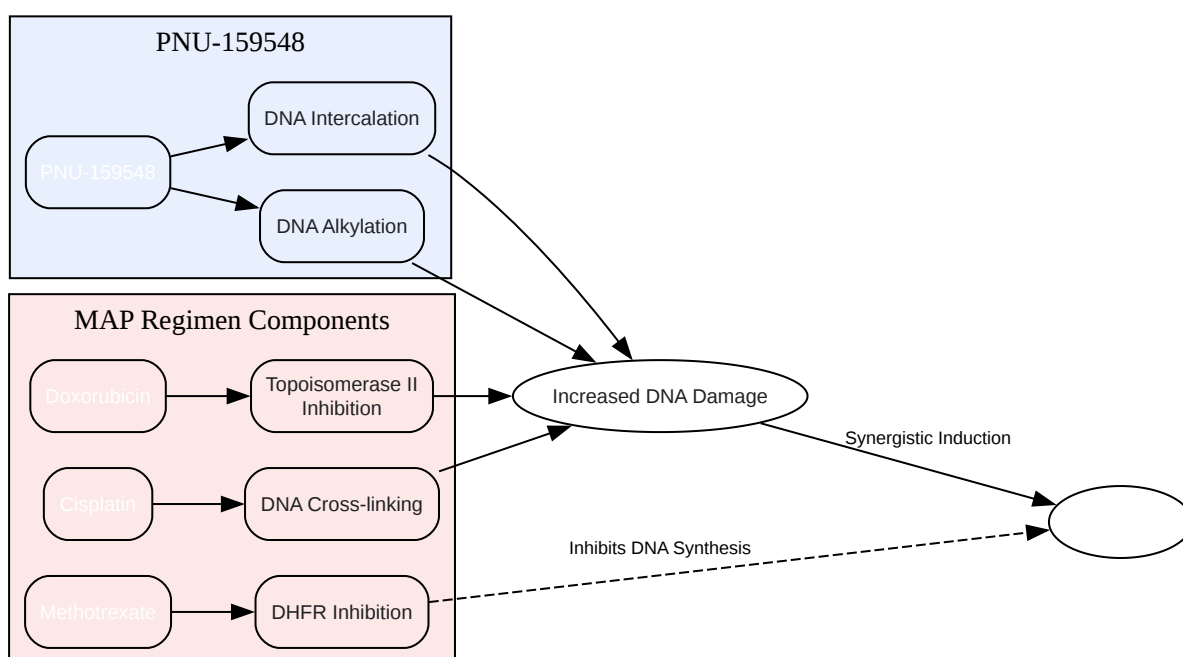 PNU-159548
DNA Intercalation
PNU-159548
DNA Alkylation
MAP Regimen Components
Doxorubicin
Topoisomerase II
Inhibition
Increased DNA Damage
Synergistic Induction
Cisplatin
DNA Cross-linking
Inhibits DNA Synthesis
Methotrexate
DHFR Inhibition